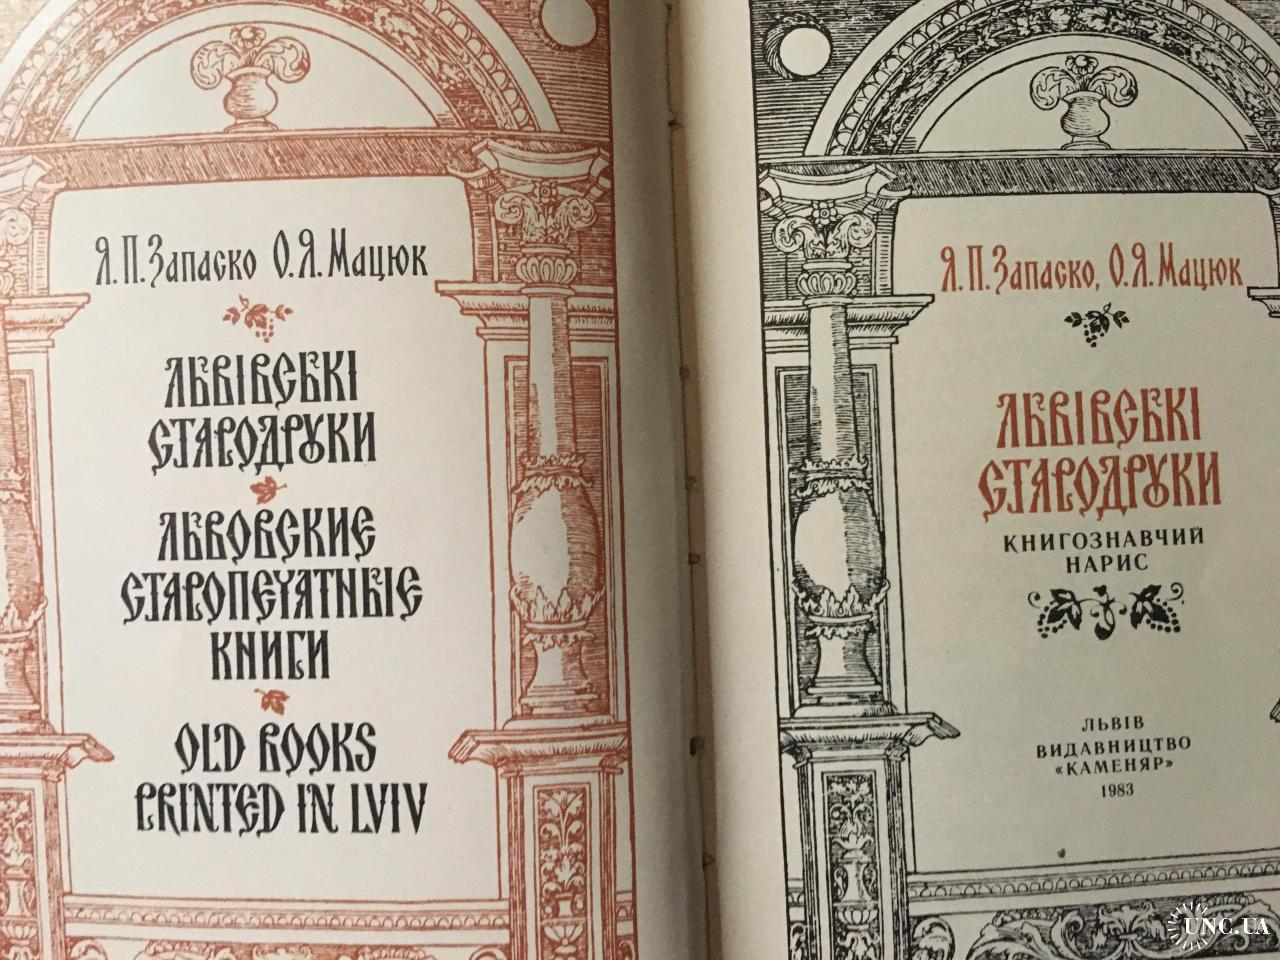 Я.П.Запаско О.Я.Мацюк
ЛЬВІВСЬКІ
СТАРОДРУКИ
ЛЬВОВСКИЕ
СТАРОПЕЧАТНЫЕ
КНИГИ
OLD BOOKS
PRINTED IN LVIV
Я.П.Запаско, О.Я.Мацюк
ЛЬВІВСЬКІ
СТАРОДРУКИ
КНИГОЗНАВЧИЙ
НАРИС
ЛЬВІВ
ВИДАВНИЦТВО
«КАМЕНЯР»
1983
UNC.UA